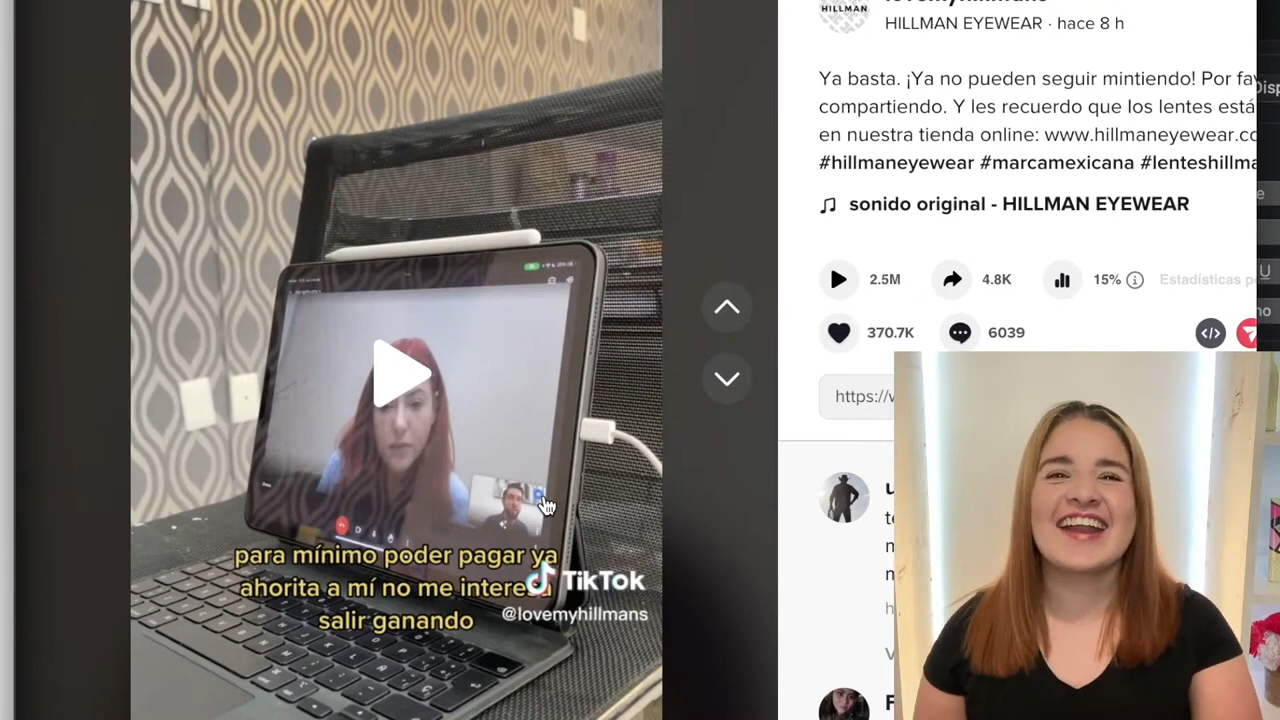 HILLMAN
HILLMAN EYEWEAR · hace 8 h
Ya basta. ¡Ya no pueden seguir mintiendo! Por fav
compartiendo. Y les recuerdo que los lentes está
en nuestra tienda online: www.hillmaneyewear.co
#hillmaneyewear #marcamexicana #lenteshillma
sonido original - HILLMAN EYEWEAR
2.5M
4.8K
15%
Estadísticas
370.7K
6039
para mínimo poder pagar ya
ahorita a mí no me interesa
salir ganando
TikTok
@lovemyhillmans